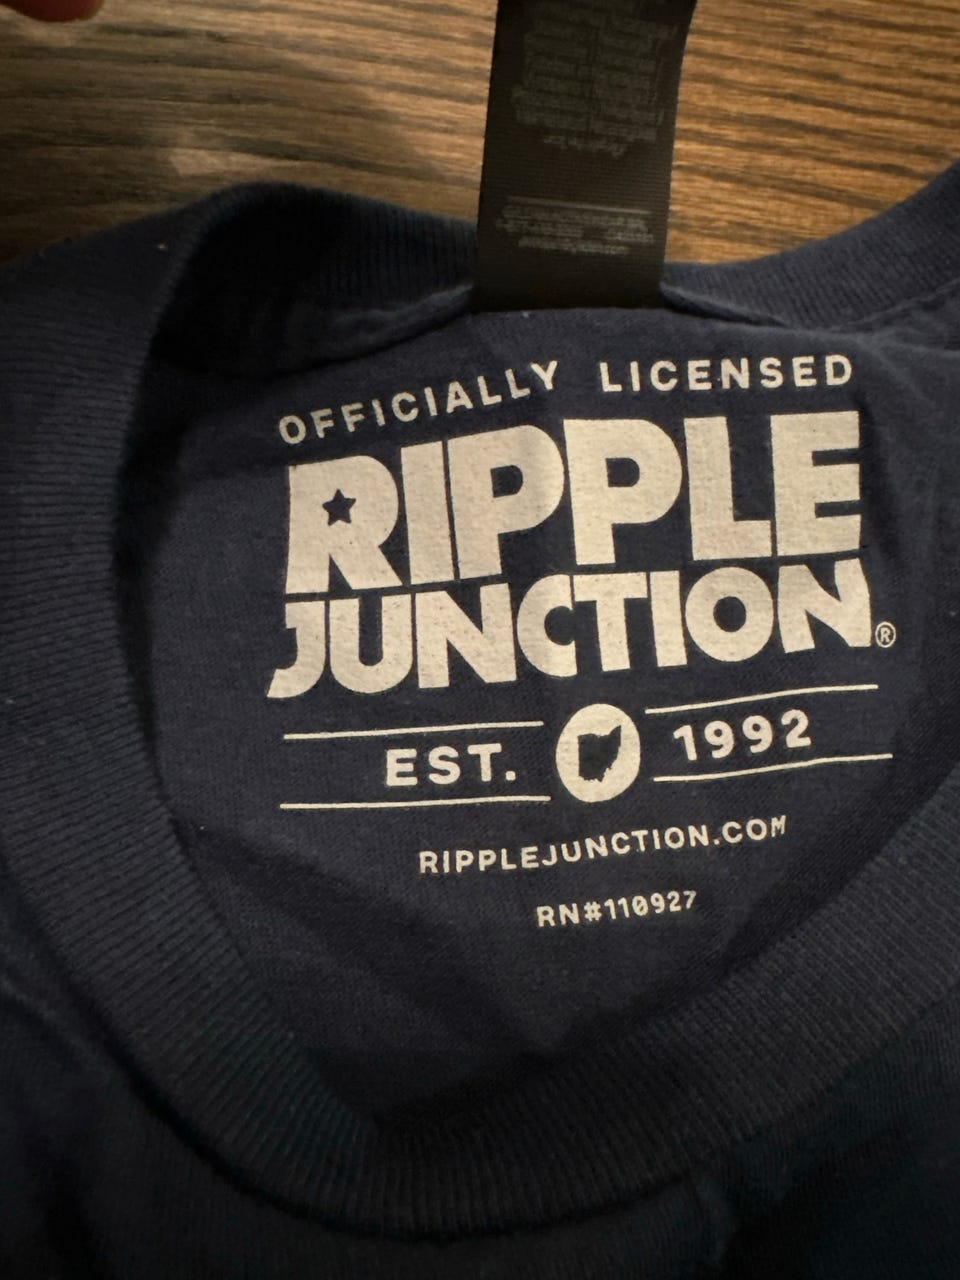 OFFICIALLY LICENSED
RIPPLE
JUNCTION®
EST. 1992
RIPPLEJUNCTION.COM
RN#110927